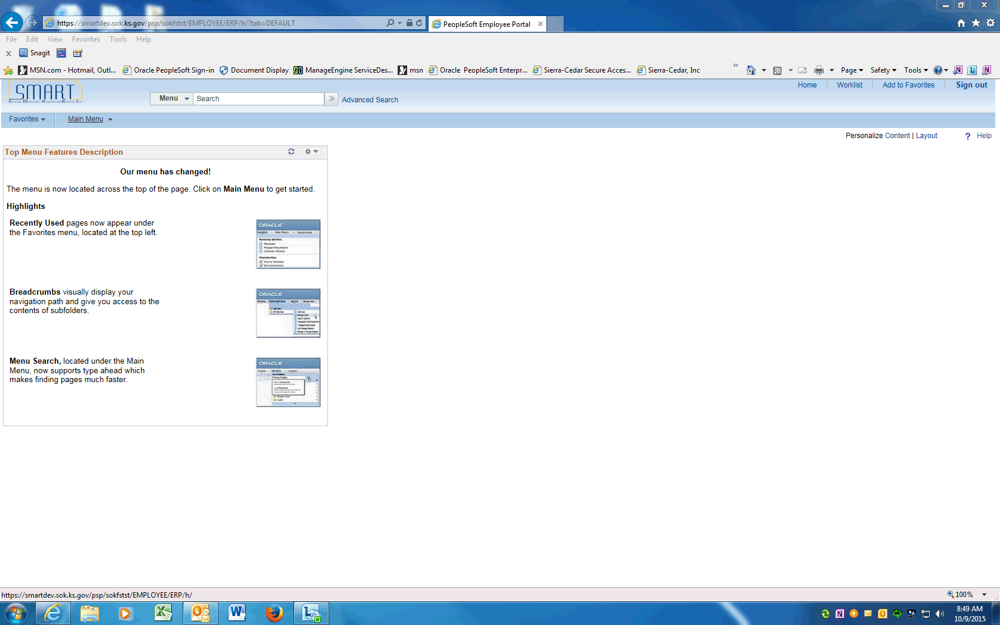 https://smartdev.sok.ks.gov/psp/sokfstst/EMPLOYEE/ERP/h/?tab=DEFAULT
PeopleSoft Employee Portal
File Edit View Favorites Tools Help
Snagit
MSN.com - Hotmail, Outl... Oracle PeopleSoft Sign-in Document Display ManageEngine ServiceDes... msn Oracle PeopleSoft Enterpr... Sierra-Cedar Secure Acces... Sierra-Cedar, Inc Page Safety Tools
SMART
Home Worklist Add to Favorites Sign out
Menu Search Advanced Search
Favorites Main Menu
Personalize Content | Layout ? Help
Top Menu Features Description
Our menu has changed!
The menu is now located across the top of the page. Click on Main Menu to get started.
Highlights
Recently Used pages now appear under
the Favorites menu, located at the top left.
ORACLE
Breadcrumbs visually display your
navigation path and give you access to the
contents of subfolders.
ORACLE
Menu Search, located under the Main
Menu, now supports type ahead which
makes finding pages much faster.
ORACLE
https://smartdev.sok.ks.gov/psp/sokfstst/EMPLOYEE/ERP/h/
100%
8:49 AM
10/9/2015